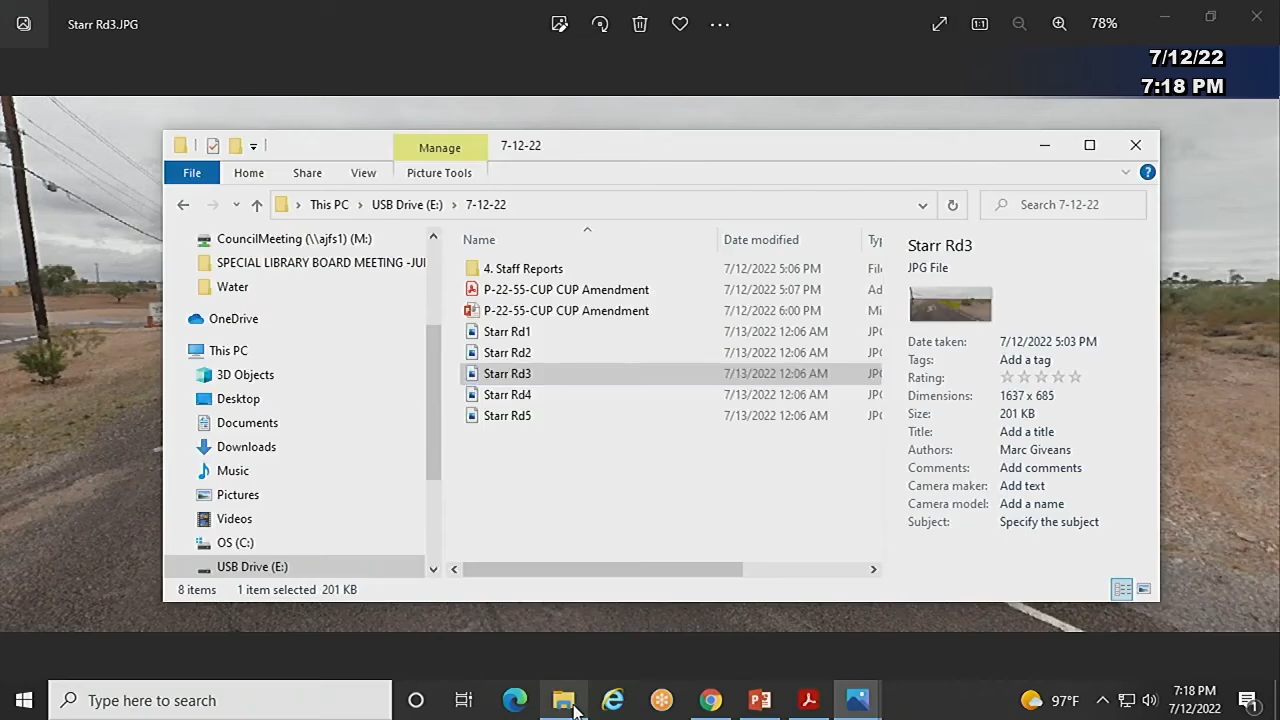 Starr Rd3.JPG
78%
7/12/22
7:18 PM
Manage
7-12-22
File
Home
Share
View
Picture Tools
This PC
USB Drive (E:)
7-12-22
Search 7-12-22
CouncilMeeting (\\ajfs1) (M:)
SPECIAL LIBRARY BOARD MEETING -JUI
Water
OneDrive
This PC
3D Objects
Desktop
Documents
Downloads
Music
Pictures
Videos
OS (C:)
USB Drive (E:)
Name
Date modified
Typ
4. Staff Reports
7/12/2022 5:06 PM
File
P-22-55-CUP CUP Amendment
7/12/2022 5:07 PM
Ad
P-22-55-CUP CUP Amendment
7/12/2022 6:00 PM
Mi
Starr Rd1
7/13/2022 12:06 AM
JPG
Starr Rd2
7/13/2022 12:06 AM
JPG
Starr Rd3
7/13/2022 12:06 AM
JPG
Starr Rd4
7/13/2022 12:06 AM
JPG
Starr Rd5
7/13/2022 12:06 AM
JPG
Starr Rd3
JPG File
Date taken: 7/12/2022 5:03 PM
Tags: Add a tag
Rating:
Dimensions: 1637 x 685
Size: 201 KB
Title: Add a title
Authors: Marc Giveans
Comments: Add comments
Camera maker: Add text
Camera model: Add a name
Subject: Specify the subject
8 items
1 item selected 201 KB
Type here to search
97°F
7:18 PM
7/12/2022
1